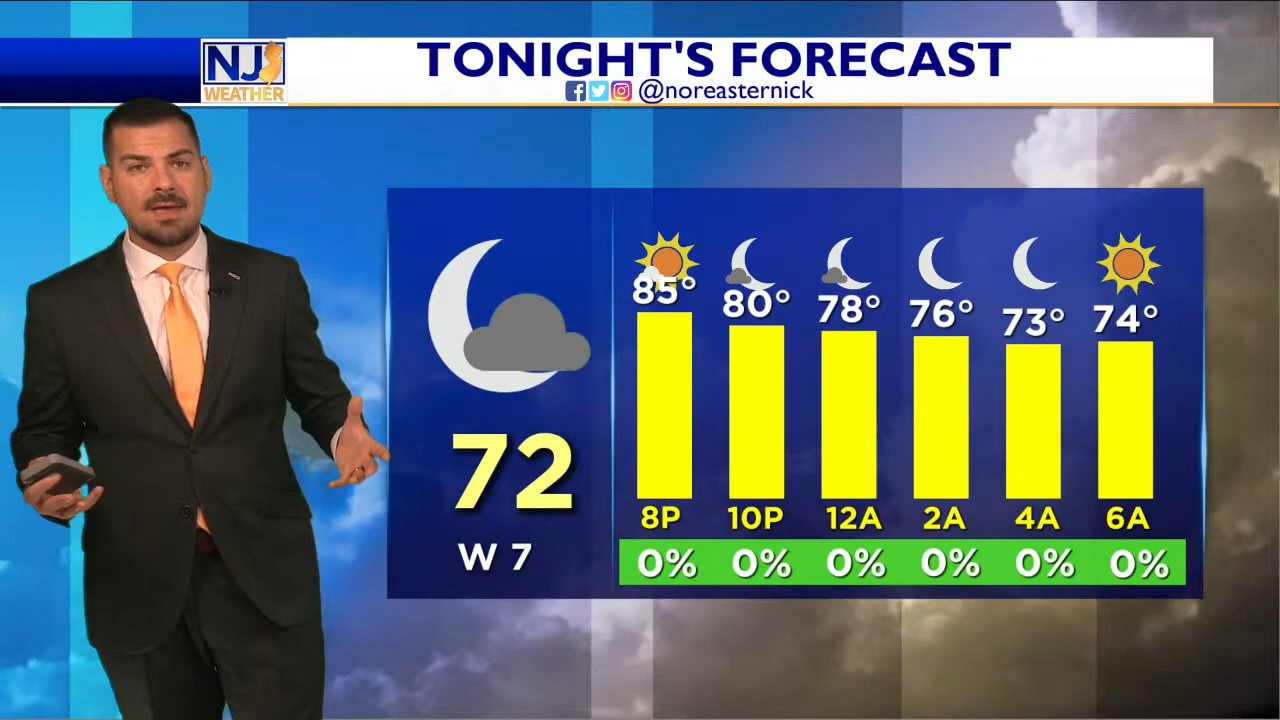 NJ
WEATHER
TONIGHT'S FORECAST
@noreasternick
72
W 7
85° 80° 78° 76° 73° 74°
8P 10P 12A 2A 4A 6A
0% 0% 0% 0% 0% 0%